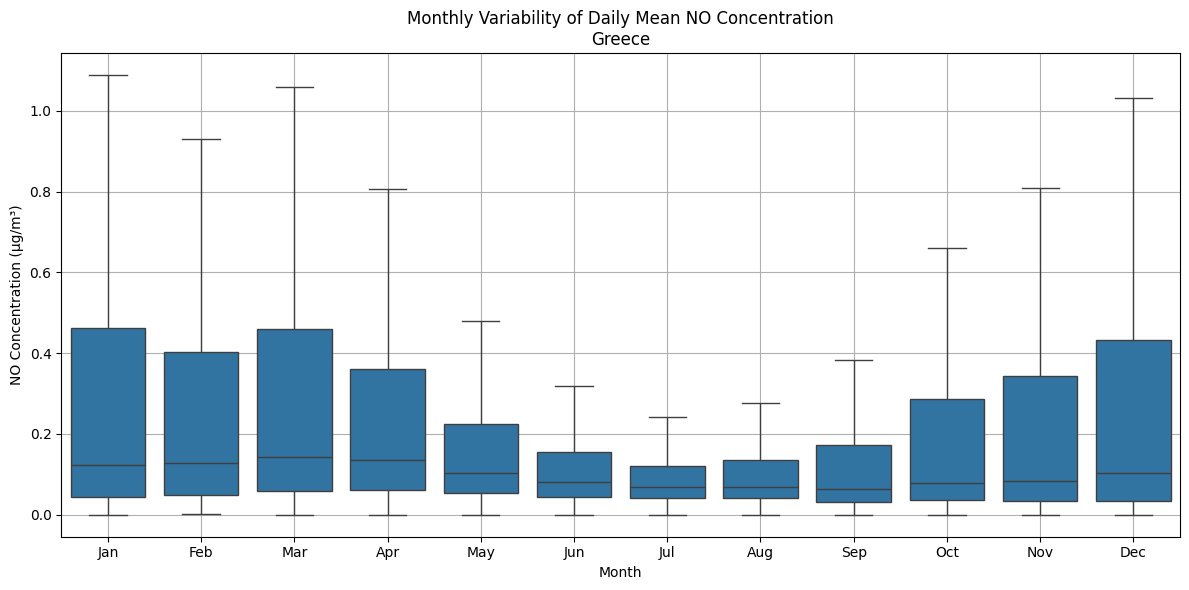 Monthly Variability of Daily Mean NO Concentration
Greece
NO Concentration (µg/m³)
1.0
0.8
0.6
0.4
0.2
0.0
Jan Feb Mar Apr May Jun Jul Aug Sep Oct Nov Dec
Month